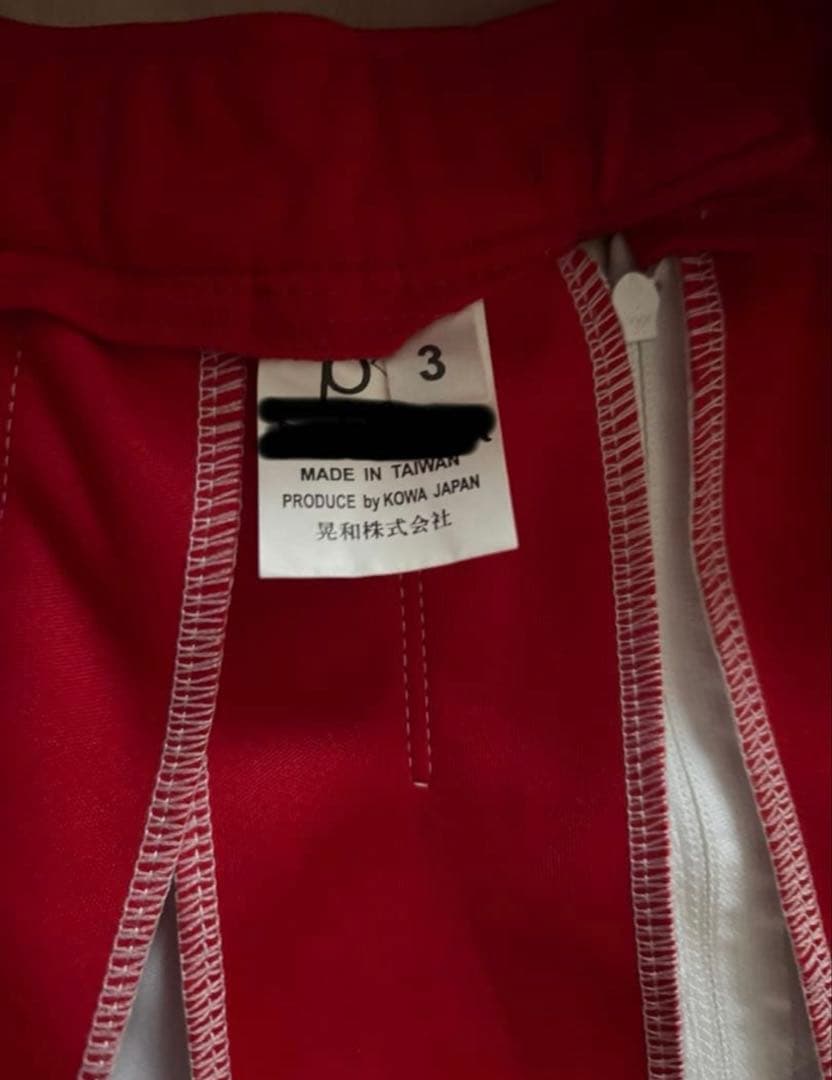 3
MADE IN TAIWAN
PRODUCE by KOWA JAPAN
晃和株式会社